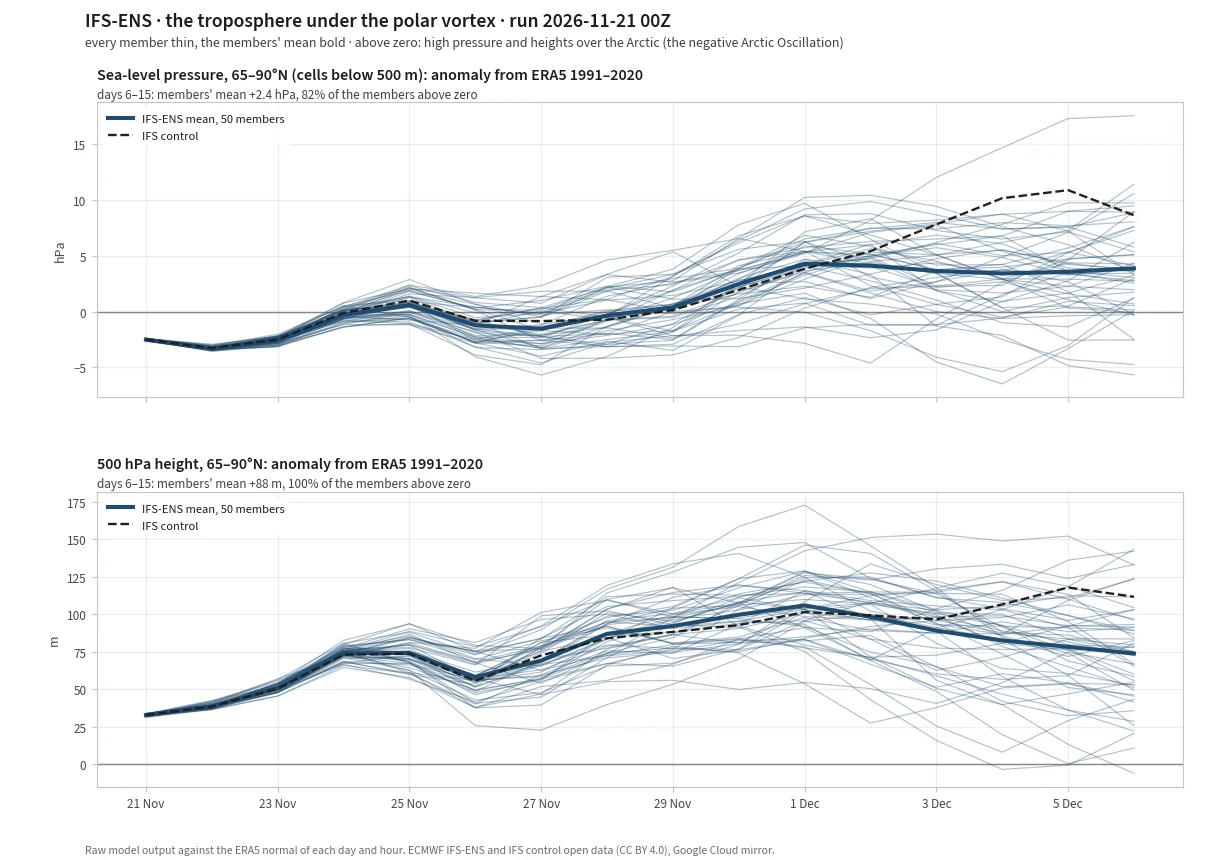 IFS-ENS · the troposphere under the polar vortex · run 2026-11-21 00Z
every member thin, the members' mean bold · above zero: high pressure and heights over the Arctic (the negative Arctic Oscillation)
Sea-level pressure, 65–90°N (cells below 500 m): anomaly from ERA5 1991–2020
days 6–15: members' mean +2.4 hPa, 82% of the members above zero
IFS-ENS mean, 50 members
IFS control
15
10
5
0
−5
hPa
500 hPa height, 65–90°N: anomaly from ERA5 1991–2020
days 6–15: members' mean +88 m, 100% of the members above zero
IFS-ENS mean, 50 members
IFS control
175
150
125
100
75
50
25
0
m
21 Nov 23 Nov 25 Nov 27 Nov 29 Nov 1 Dec 3 Dec 5 Dec
Raw model output against the ERA5 normal of each day and hour. ECMWF IFS-ENS and IFS control open data (CC BY 4.0), Google Cloud mirror.